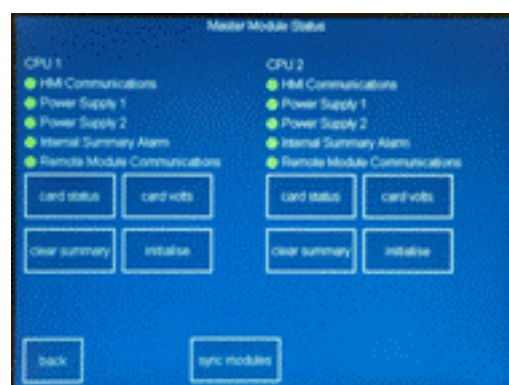 Master Module Status
CPU 1
HMI Communications
Power Supply 1
Power Supply 2
Internal Summary Alarm
Remote Module Communications
card status
card volts
clear summary
initialise
CPU 2
HMI Communications
Power Supply 1
Power Supply 2
Internal Summary Alarm
Remote Module Communications
card status
card volts
clear summary
initialise
back
sync modules